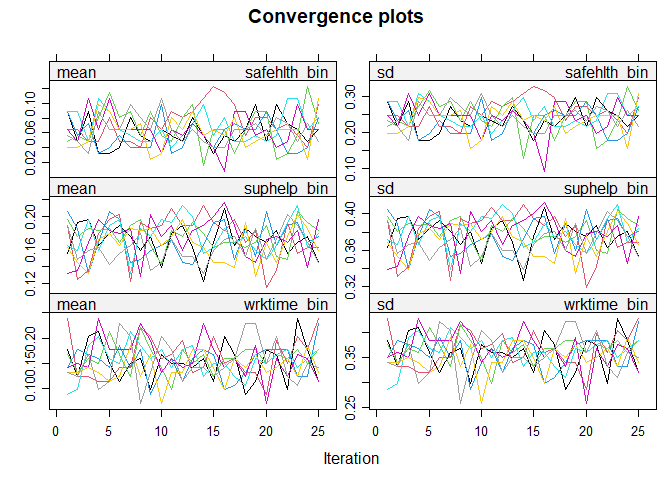 Convergence plots
mean safehlth_bin
sd safehlth_bin
0.02 0.06 0.10
0.10 0.20 0.30
mean suphelp_bin
sd suphelp_bin
0.12 0.16 0.20
0.32 0.36 0.40
mean wrktime_bin
sd wrktime_bin
0.10 0.15 0.20
0.25 0.35
0 5 10 15 20 25
0 5 10 15 20 25
Iteration